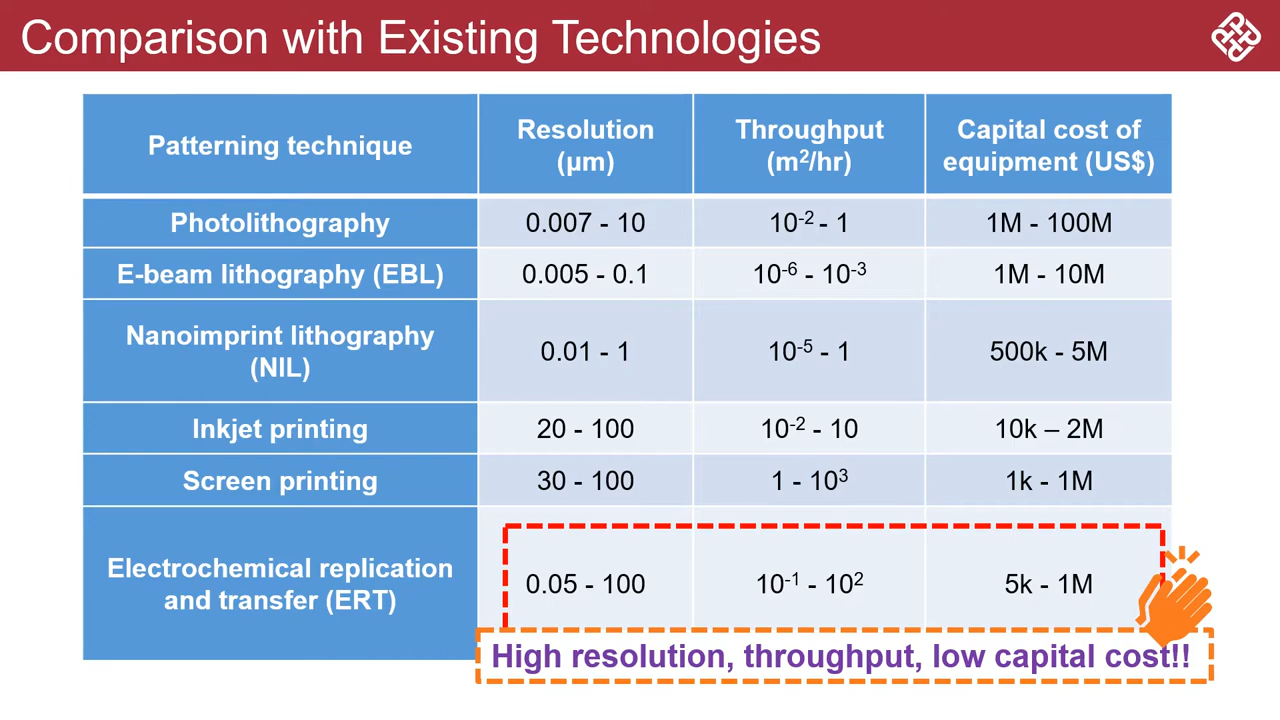 Comparison with Existing Technologies
Patterning technique
Resolution
(μm)
Throughput
(m²/hr)
Capital cost of
equipment (US$)
Photolithography
0.007 - 10
10⁻² - 1
1M - 100M
E-beam lithography (EBL)
0.005 - 0.1
10⁻⁶ - 10⁻³
1M - 10M
Nanoimprint lithography
(NIL)
0.01 - 1
10⁻⁵ - 1
500k - 5M
Inkjet printing
20 - 100
10⁻² - 10
10k – 2M
Screen printing
30 - 100
1 - 10³
1k - 1M
Electrochemical replication
and transfer (ERT)
0.05 - 100
10⁻¹ - 10²
5k - 1M
High resolution, throughput, low capital cost!!